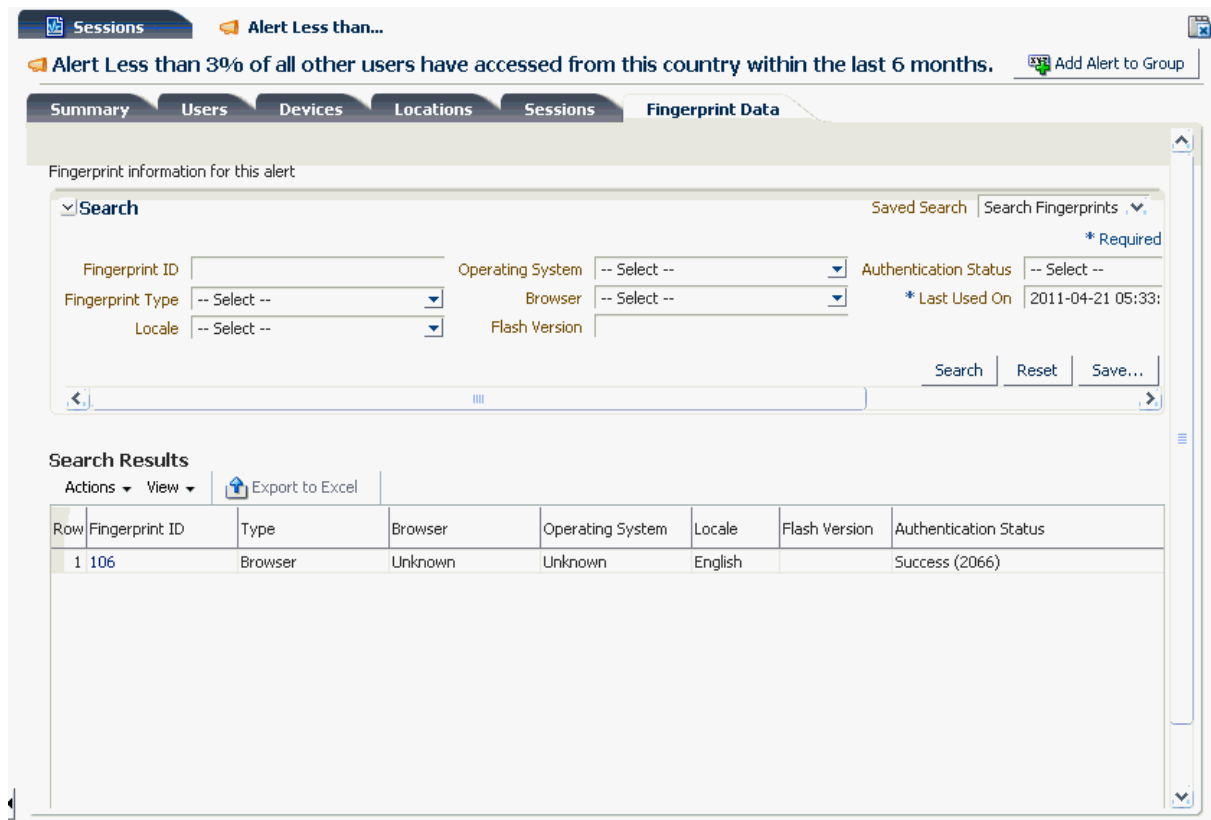 Sessions Alert Less than...
Alert Less than 3% of all other users have accessed from this country within the last 6 months. Add Alert to Group
Summary Users Devices Locations Sessions Fingerprint Data
Fingerprint information for this alert
Search Saved Search Search Fingerprints
* Required
Fingerprint ID Operating System -- Select -- Authentication Status -- Select --
Fingerprint Type -- Select -- Browser -- Select -- * Last Used On 2011-04-21 05:33:
Locale -- Select -- Flash Version
Search Reset Save...
Search Results
Actions View Export to Excel
Row Fingerprint ID Type Browser Operating System Locale Flash Version Authentication Status
1 106 Browser Unknown Unknown English Success (2066)